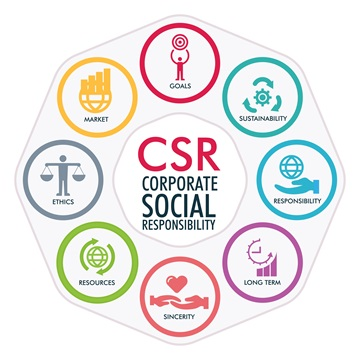 GOALS
SUSTAINABILITY
RESPONSIBILITY
LONG TERM
SINCERITY
RESOURCES
ETHICS
MARKET
CSR
CORPORATE
SOCIAL
RESPONSIBILITY